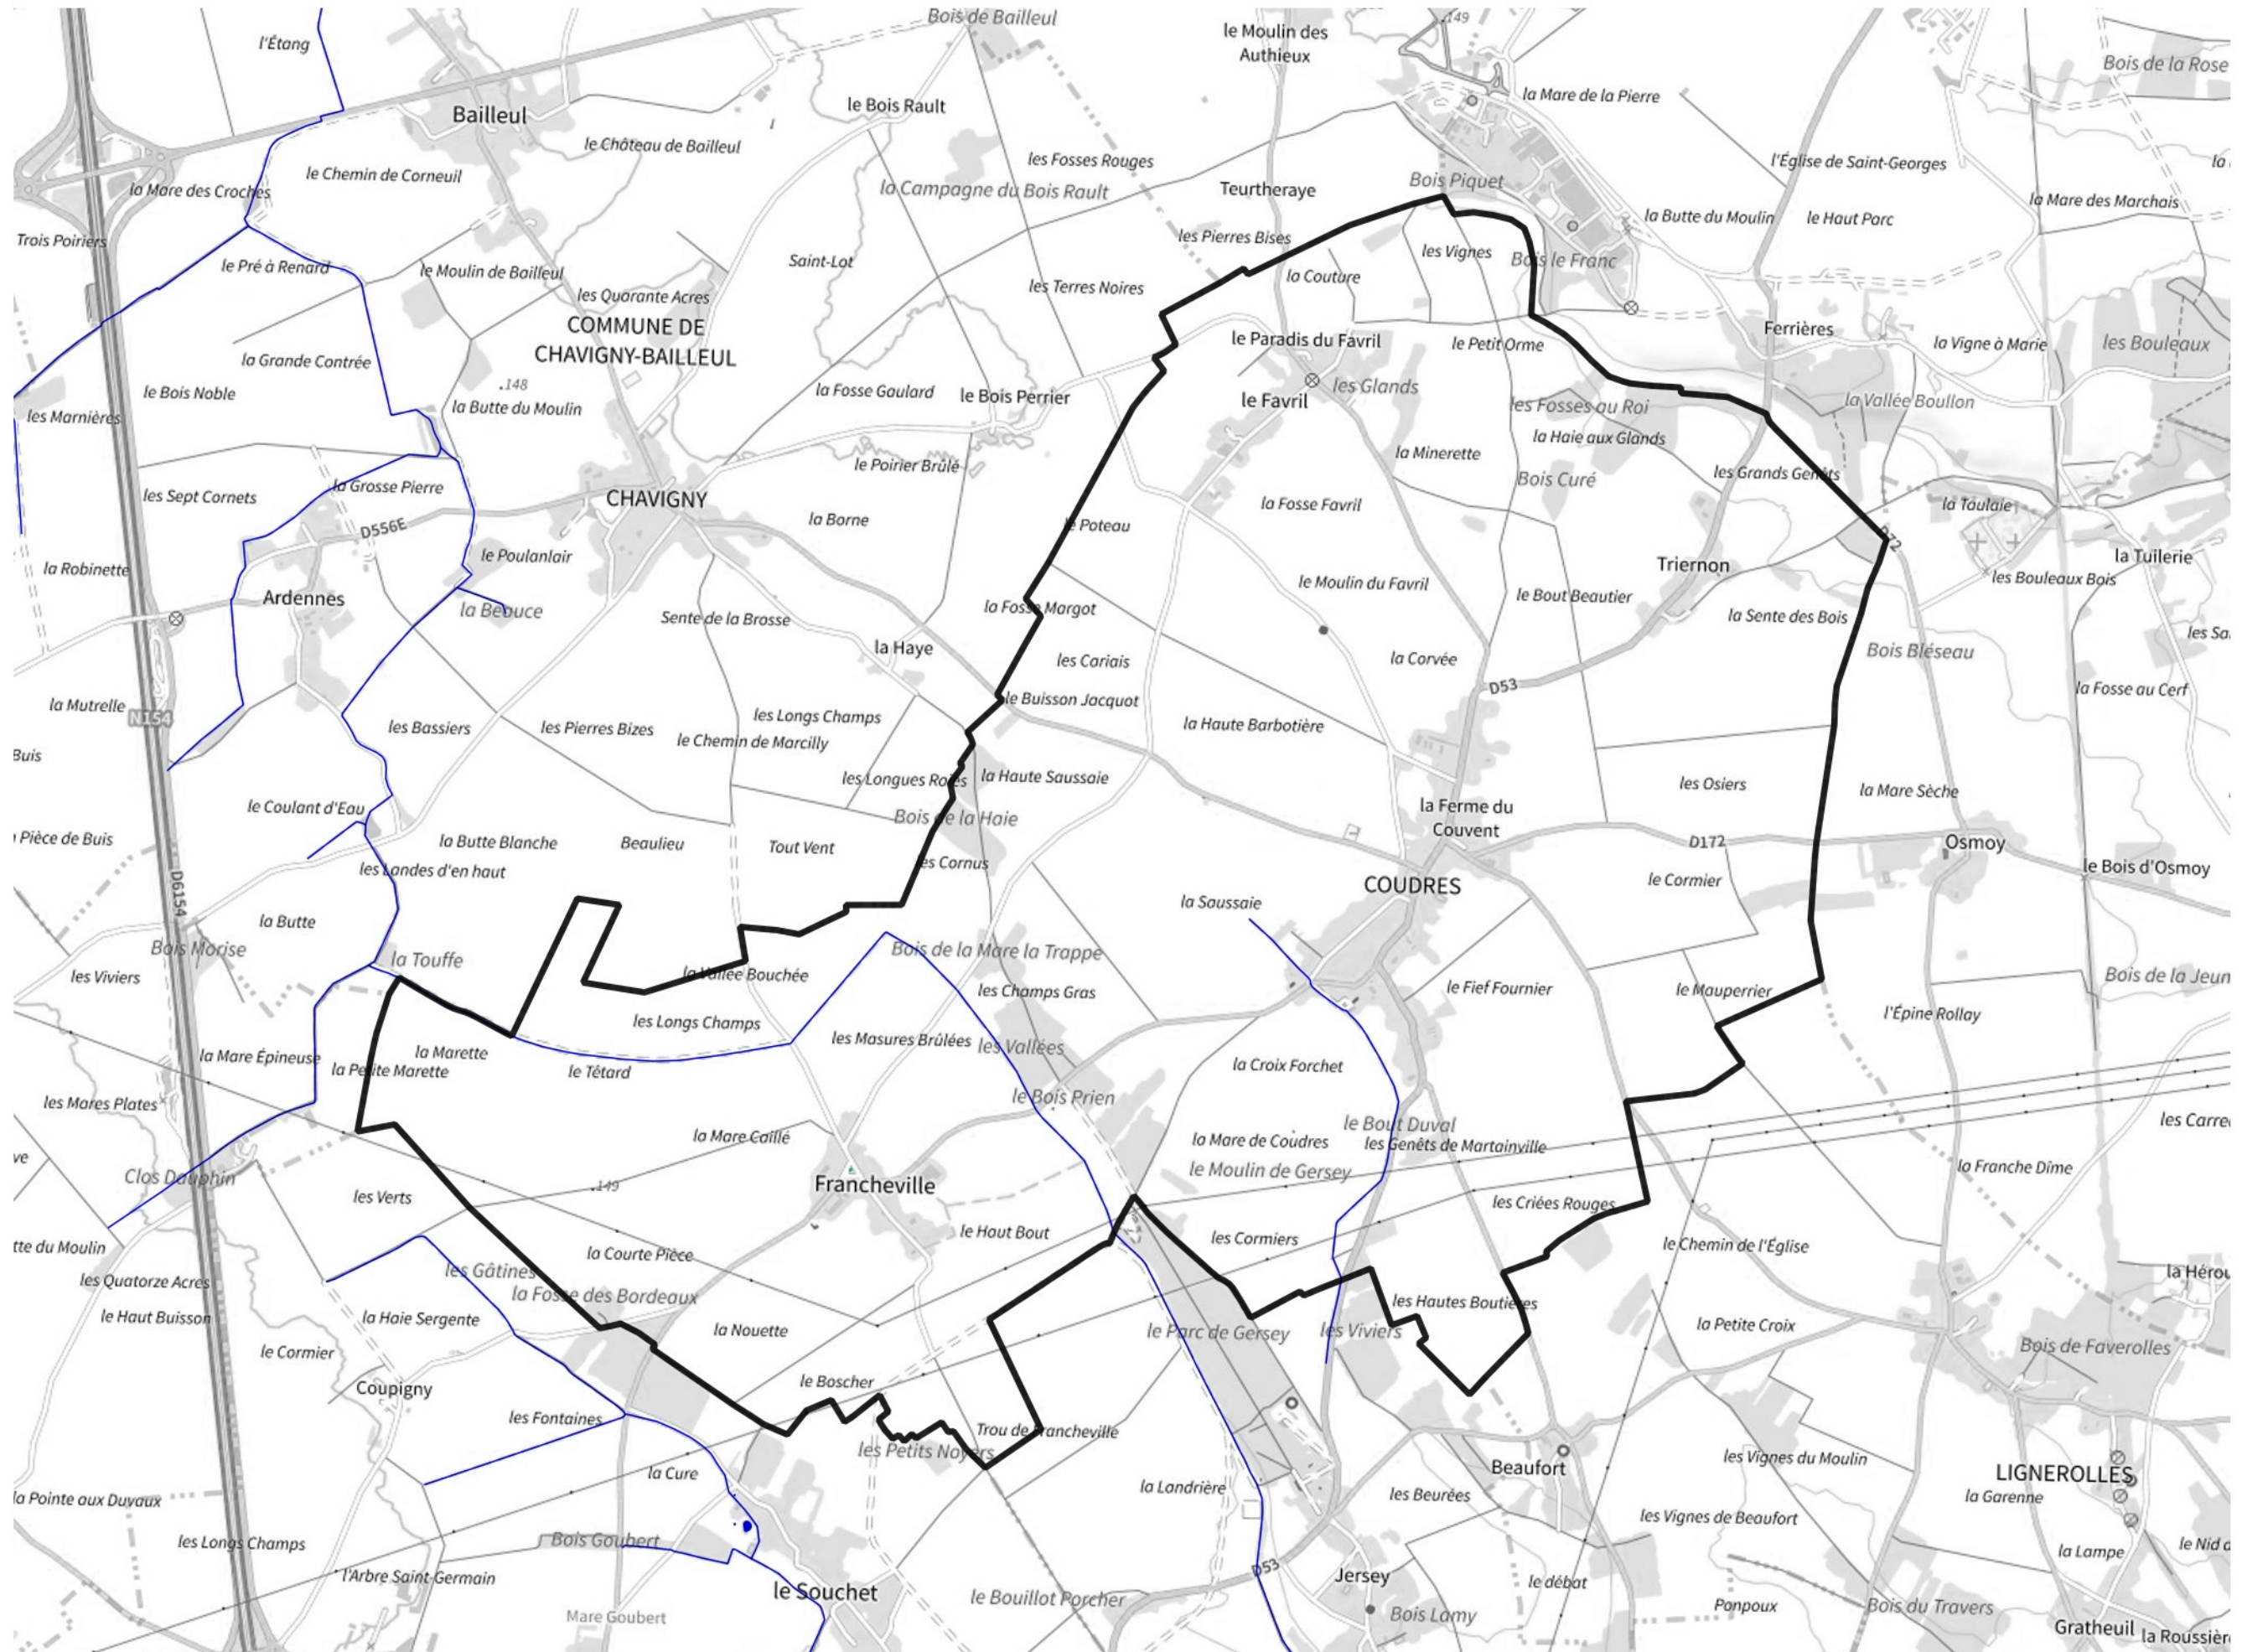 l'Étang
Bois de Bailleul
le Moulin des
Authieux
149
Bois de la Rose
Bailleul
le Bois Rault
la Mare de la Pierre
le Château de Bailleul
les Fosses Rouges
l'Église de Saint-Georges
la Mare des Croches
le Chemin de Corneuil
la Campagne du Bois Rault
Teurtheraye
Bois Piquet
la Mare des Marchais
Trois Poiriers
les Pierres Bises
la Butte du Moulin
le Haut Parc
le Pré à Renard
le Moulin de Bailleul
Saint-Lot
les Vignes
Bois le Franc
la Couture
les Quarante Acres
les Terres Noires
COMMUNE DE
CHAVIGNY-BAILLEUL
Ferrières
le Paradis du Favril
le Petit Orme
la Vigne à Marie
les Bouleaux
la Grande Contrée
.148
le Bois Noble
la Fosse Gaulard
le Bois Perrier
les Glands
le Favril
la Vallée Boullon
les Marnières
la Butte du Moulin
les Fosses au Roi
la Haie aux Glands
la Minerette
le Poirier Brûlé
Bois Curé
les Grands Genêts
les Sept Cornets
la Grosse Pierre
CHAVIGNY
la Fosse Favril
la Taulaie
D556E
la Borne
le Poteau
le Poulanlair
la Tuilerie
la Robinette
Triernon
les Bouleaux Bois
Ardennes
la Beauce
Sente de la Brosse
la Fosse Margot
le Moulin du Favril
le Bout Beautier
la Sente des Bois
la Haye
les Cariais
la Corvée
Bois Bléseau
D53
la Fosse au Cerf
la Mutrelle
N154
les Longs Champs
le Buisson Jacquot
les Bassiers
les Pierres Bizes
le Chemin de Marcilly
la Haute Barbotière
Buis
les Longues Raies
la Haute Saussaie
les Osiers
la Mare Sèche
le Coulant d'Eau
la Ferme du
Couvent
Bois de la Haie
Pièce de Buis
la Butte Blanche
Beaulieu
Tout Vent
D172
Osmoy
les Landes d'en haut
les Cornus
le Bois d'Osmoy
D6154
COUDRES
le Cormier
la Butte
la Saussaie
Bois Morise
la Touffe
Bois de la Mare la Trappe
les Viviers
la Vallée Bouchée
les Champs Gras
le Fief Fournier
le Mauperrier
l'Épine Rollay
les Longs Champs
les Masures Brûlées
les Vallées
la Mare Épineuse
la Marette
la Petite Marette
le Têtard
la Croix Forchet
le Bois Prien
les Mares Plates
le Bout Duval
la Mare Caillé
la Mare de Coudres
les Genêts de Martainville
la Franche Dîme
Clos Dauphin
le Moulin de Gersey
Francheville
.149
les Verts
les Criées Rouges
le Haut Bout
les Cormiers
le Chemin de l'Église
la Courte Pièce
les Quatorze Acres
les Gâtines
la Fosse des Bordeaux
les Hautes Boutières
le Haut Buisson
la Haie Sergente
la Nouette
le Parc de Gersey
les Viviers
la Petite Croix
le Cormier
Bois de Faverolles
Coupigny
le Boscher
les Fontaines
Trou de Francheville
les Petits Noyers
Beaufort
les Vignes du Moulin
la Cure
LIGNEROLLES
la Landrière
les Beurées
la Garenne
la Pointe aux Duvaux
les Vignes de Beaufort
les Longs Champs
Bois Goubert
D53
la Lampe
l'Arbre Saint-Germain
le Souchet
Jersey
le débat
le Bouillot Porcher
Mare Goubert
Bois Lamy
Panpoux
Bois du Travers
Gratheuil